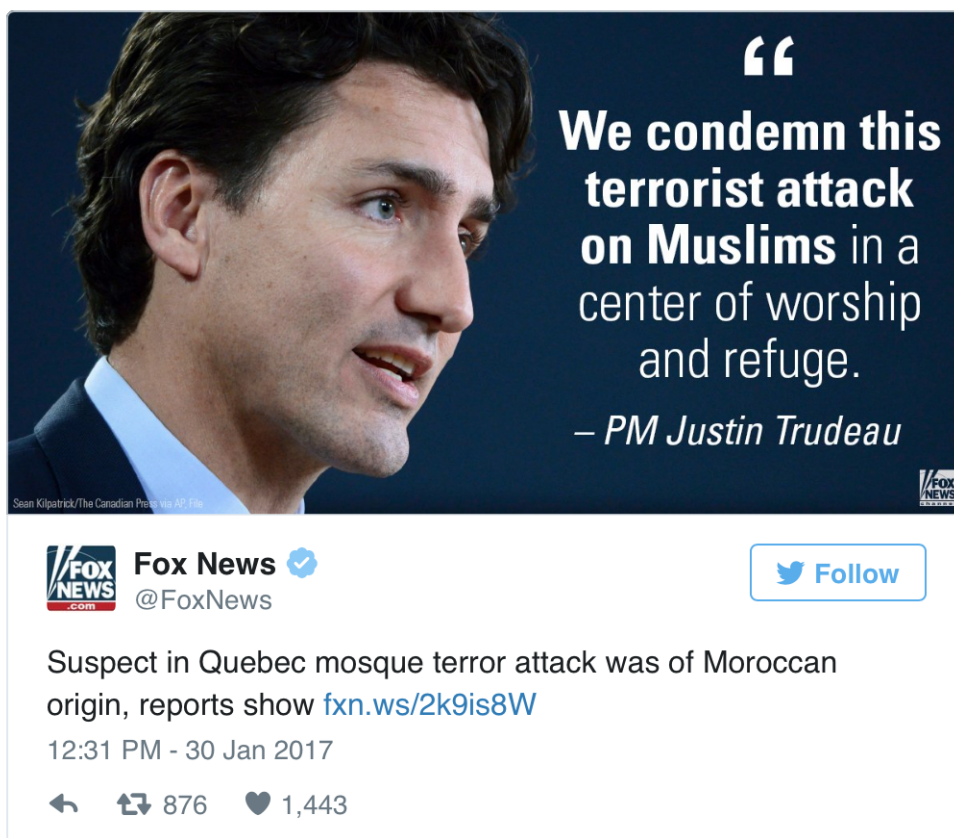 “
We condemn this
terrorist attack
on Muslims in a
center of worship
and refuge.
– PM Justin Trudeau
Sean Kilpatrick/The Canadian Press via AP, File
FOX
NEWS
channel
FOX
NEWS
.com
Fox News
@FoxNews
Follow
Suspect in Quebec mosque terror attack was of Moroccan
origin, reports show fxn.ws/2k9is8W
12:31 PM - 30 Jan 2017
876 1,443